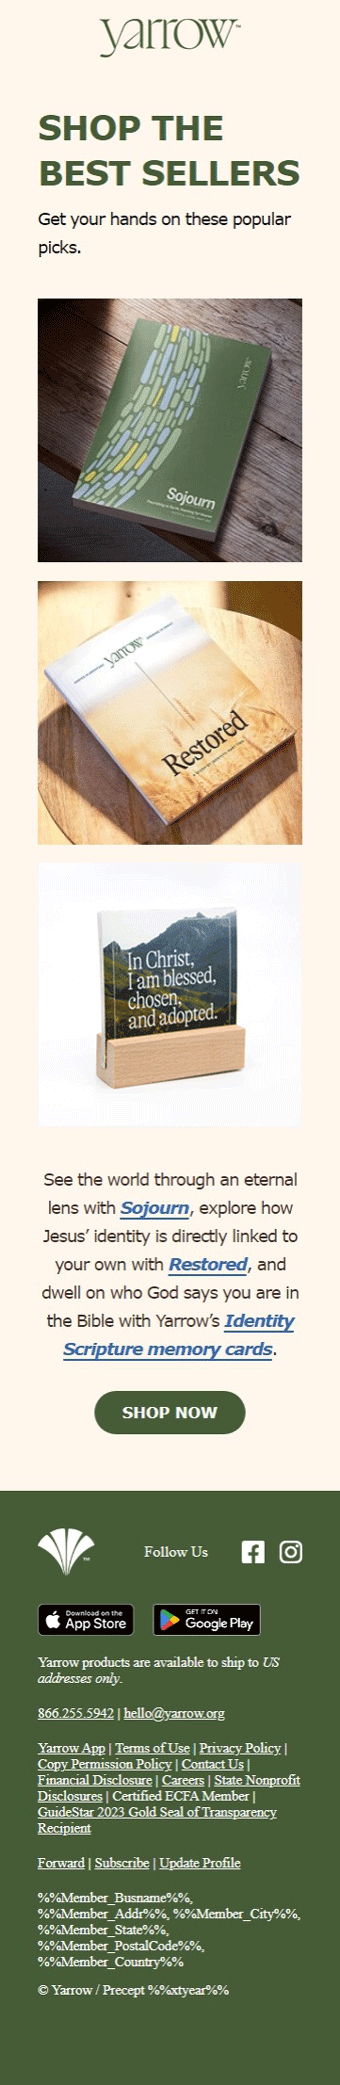 yarrow™
SHOP THE
BEST SELLERS
Get your hands on these popular
picks.
yarrow
Sojourn
yarrow
Restored
In Christ,
I am blessed,
chosen,
and adopted.
See the world through an eternal
lens with Sojourn, explore how
Jesus’ identity is directly linked to
your own with Restored, and
dwell on who God says you are in
the Bible with Yarrow’s Identity
Scripture memory cards.
SHOP NOW
Follow Us
Download on the
App Store
GET IT ON
Google Play
Yarrow products are available to ship to US
addresses only.
866.255.5942 | hello@yarrow.org
Yarrow App | Terms of Use | Privacy Policy |
Copy Permission Policy | Contact Us |
Financial Disclosure | Careers | State Nonprofit
Disclosures | Certified ECFA Member |
GuideStar 2023 Gold Seal of Transparency
Recipient
Forward | Subscribe | Update Profile
%%Member_Busname%%,
%%Member_Addr%%, %%Member_City%%,
%%Member_State%%,
%%Member_PostalCode%%,
%%Member_Country%%
© Yarrow / Precept %%xtyear%%